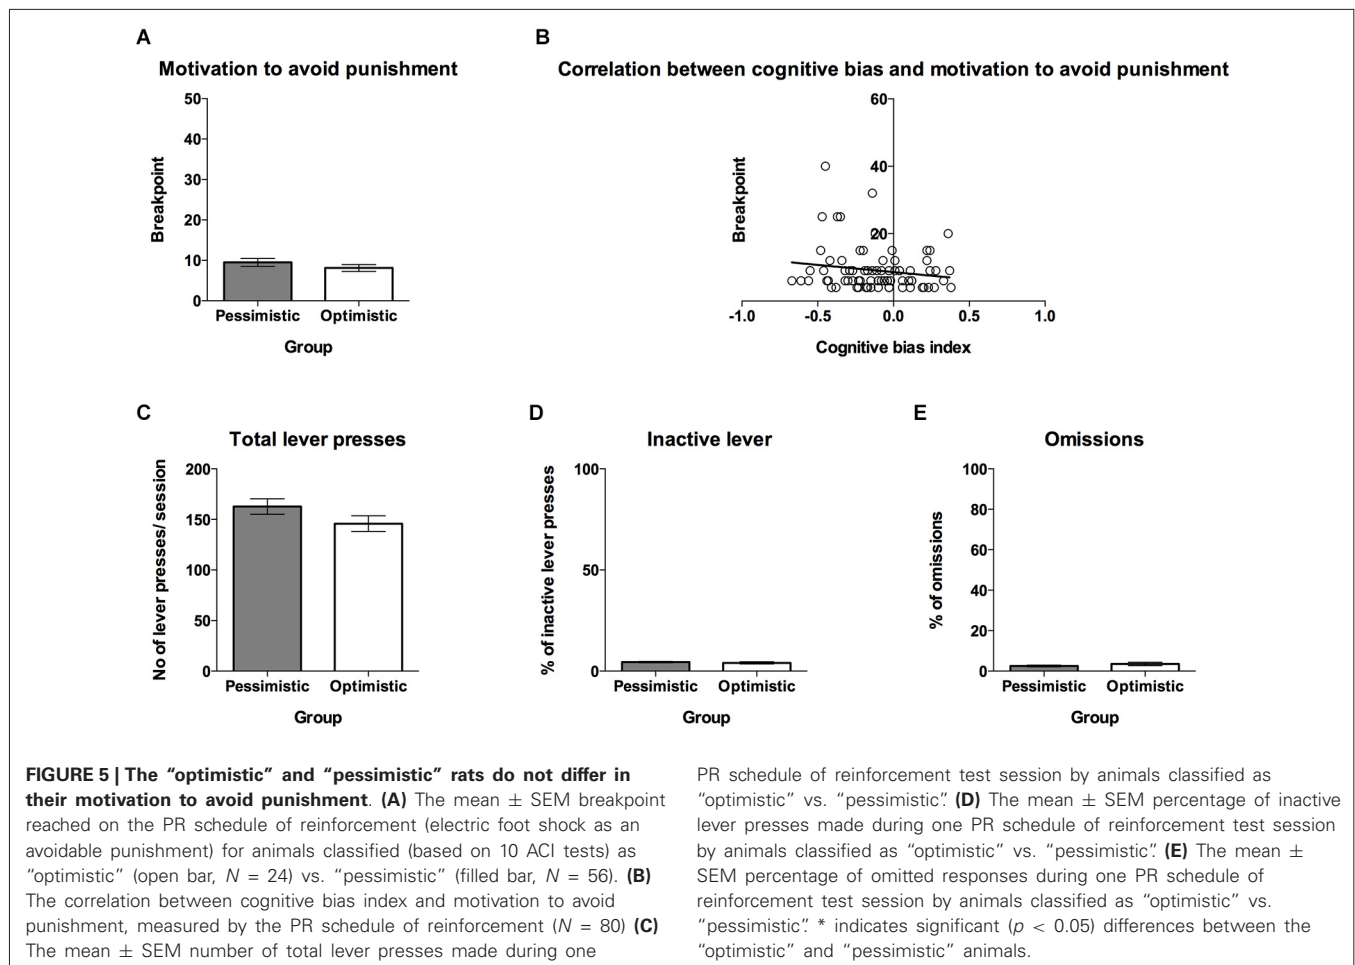 A
Motivation to avoid punishment
50
40
30
20
10
0
Breakpoint
Pessimistic Optimistic
Group
B
Correlation between cognitive bias and motivation to avoid punishment
60
40
20
0
Breakpoint
-1.0 -0.5 0.0 0.5 1.0
Cognitive bias index
C
Total lever presses
200
150
100
50
0
No of lever presses/ session
Pessimistic Optimistic
Group
D
Inactive lever
100
50
0
% of inactive lever presses
Pessimistic Optimistic
Group
E
Omissions
100
80
60
40
20
0
% of omissions
Pessimistic Optimistic
Group
FIGURE 5 | The “optimistic” and “pessimistic” rats do not differ in
their motivation to avoid punishment. (A) The mean ± SEM breakpoint
reached on the PR schedule of reinforcement (electric foot shock as an
avoidable punishment) for animals classified (based on 10 ACI tests) as
“optimistic” (open bar, N = 24) vs. “pessimistic” (filled bar, N = 56). (B)
The correlation between cognitive bias index and motivation to avoid
punishment, measured by the PR schedule of reinforcement (N = 80) (C)
The mean ± SEM number of total lever presses made during one
PR schedule of reinforcement test session by animals classified as
“optimistic” vs. “pessimistic”. (D) The mean ± SEM percentage of inactive
lever presses made during one PR schedule of reinforcement test session
by animals classified as “optimistic” vs. “pessimistic”. (E) The mean ±
SEM percentage of omitted responses during one PR schedule of
reinforcement test session by animals classified as “optimistic” vs.
“pessimistic”. * indicates significant (p < 0.05) differences between the
“optimistic” and “pessimistic” animals.